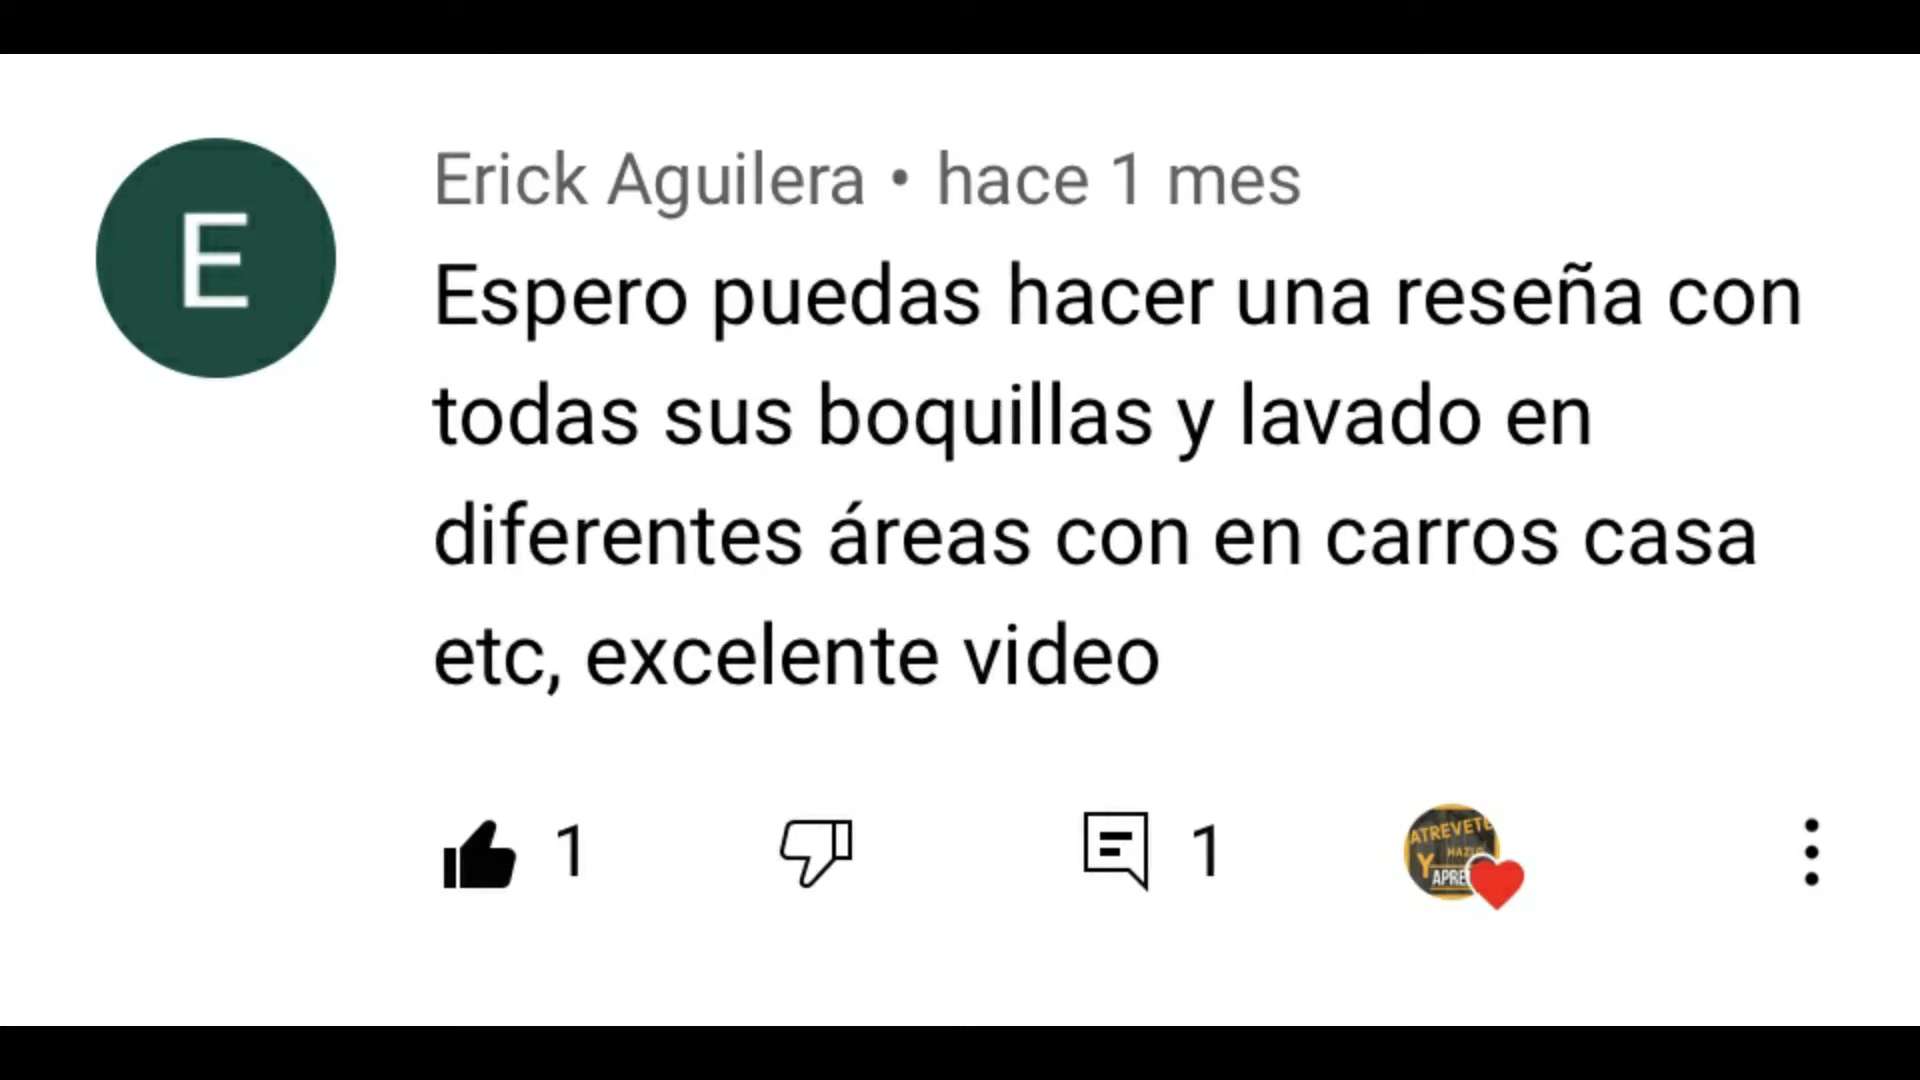 E
Erick Aguilera • hace 1 mes
Espero puedas hacer una reseña con
todas sus boquillas y lavado en
diferentes áreas con en carros casa
etc, excelente video
1
1
ATREVETE
Y